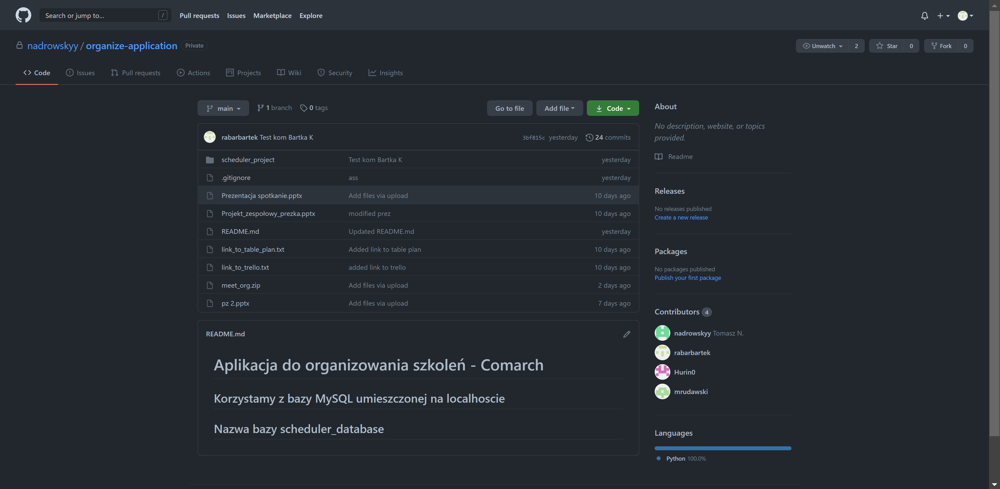 Search or jump to... /
Pull requests Issues Marketplace Explore
nadrowskyy / organize-application Private
Unwatch 2 Star 0 Fork 0
Code Issues Pull requests Actions Projects Wiki Security Insights
main 1 branch 0 tags Go to file Add file Code
rabarbartek Test kom Bartka K 3bf815c yesterday 24 commits
scheduler_project Test kom Bartka K yesterday
.gitignore ass yesterday
Prezentacja spotkanie.pptx Add files via upload 10 days ago
Projekt_zespołowy_prezka.pptx modified prez 10 days ago
README.md Updated README.md yesterday
link_to_table_plan.txt Added link to table plan 10 days ago
link_to_trello.txt added link to trello 10 days ago
meet_org.zip Add files via upload 2 days ago
pz 2.pptx Add files via upload 7 days ago
README.md
Aplikacja do organizowania szkoleń - Comarch
Korzystamy z bazy MySQL umieszczonej na localhoscie
Nazwa bazy scheduler_database
About
No description, website, or topics
provided.
Readme
Releases
No releases published
Create a new release
Packages
No packages published
Publish your first package
Contributors 4
nadrowskyy Tomasz N.
rabarbartek
Hurin0
mrudawski
Languages
Python 100.0%